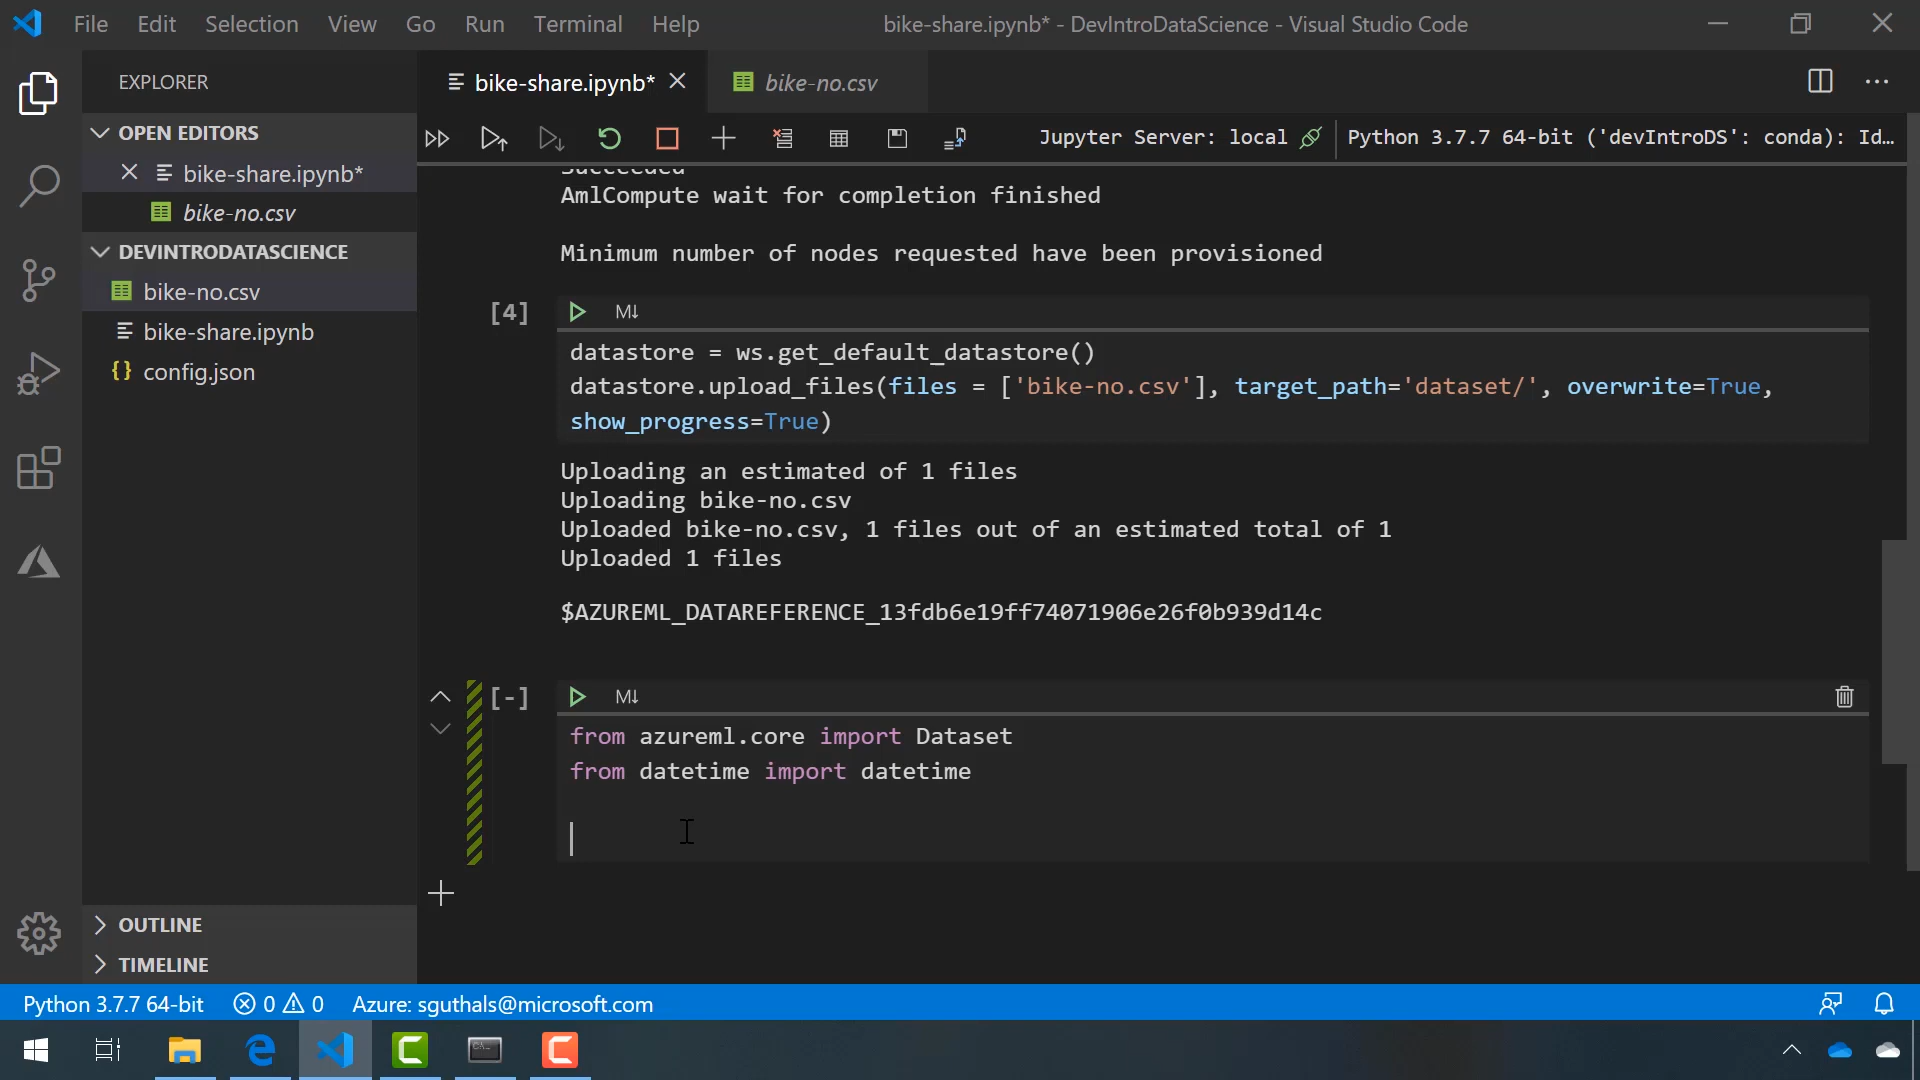 File Edit Selection View Go Run Terminal Help bike-share.ipynb* - DevIntroDataScience - Visual Studio Code
EXPLORER
OPEN EDITORS
bike-share.ipynb*
bike-no.csv
DEVINTRODATASCIENCE
bike-no.csv
bike-share.ipynb
config.json
OUTLINE
TIMELINE
bike-share.ipynb* bike-no.csv
Jupyter Server: local Python 3.7.7 64-bit ('devIntroDS': conda): Id…
Succeeded
AmlCompute wait for completion finished
Minimum number of nodes requested have been provisioned
[4] M↓
datastore = ws.get_default_datastore()
datastore.upload_files(files = ['bike-no.csv'], target_path='dataset/', overwrite=True,
show_progress=True)
Uploading an estimated of 1 files
Uploading bike-no.csv
Uploaded bike-no.csv, 1 files out of an estimated total of 1
Uploaded 1 files
$AZUREML_DATAREFERENCE_13fdb6e19ff74071906e26f0b939d14c
[-] M↓
from azureml.core import Dataset
from datetime import datetime
Python 3.7.7 64-bit 0 0 Azure: sguthals@microsoft.com